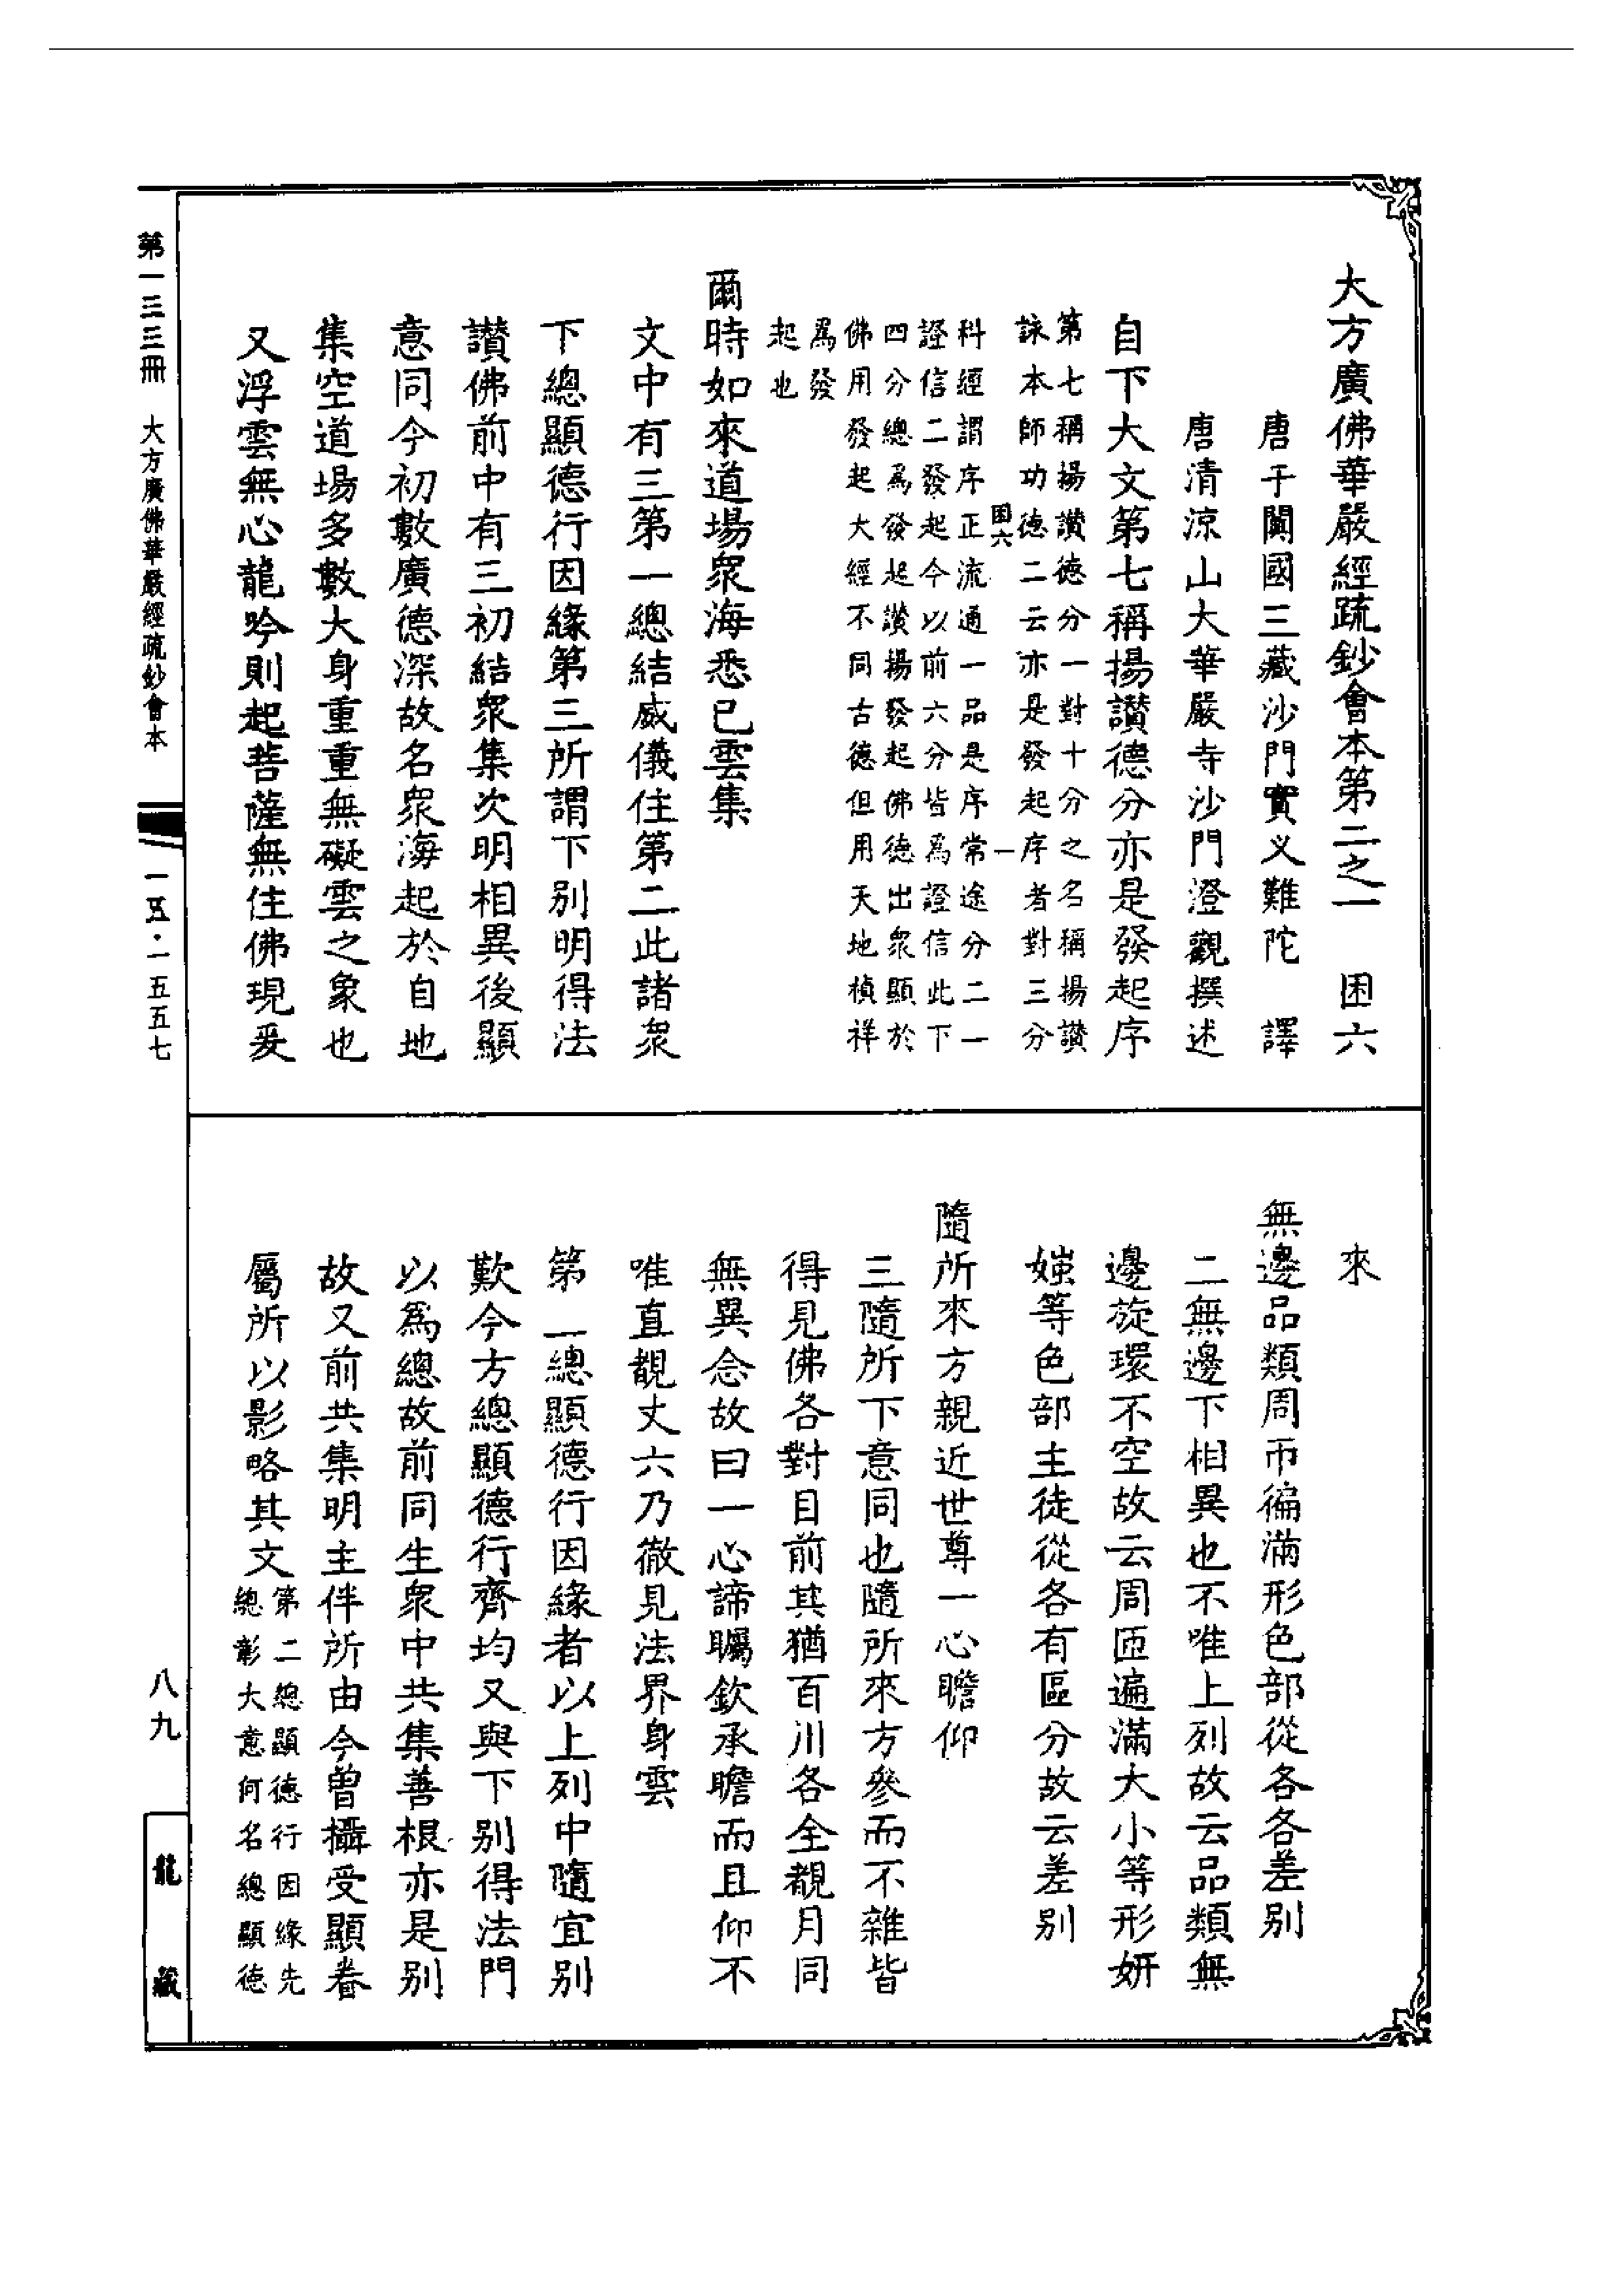 大方廣佛華嚴經疏鈔會本第二之一　困六
唐于闐國三藏沙門實叉難陀　譯
唐清涼山大華嚴寺沙門澄觀撰述
自下大文第七稱揚讃德分亦是發起序
第七稱揚讃德分一對十分之名稱揚讃
詠本師功德二云亦是發起序者對三分
困六　一
科經謂序正流通一品是序常途分二一
證信二發起今以前六分皆為證信此下
四分總為發起讃揚發起佛德出衆顯於
佛用發起大經不同古德但用天地禎祥
為發
起也
爾時如來道場衆海悉已雲集
文中有三第一總結威儀住第二此諸衆
下總顯德行因緣第三所謂下別明得法
讃佛前中有三初結衆集次明相異後顯
意同今初數廣德深故名衆海起於自地
集空道場多數大身重重無礙雲之象也
又浮雲無心龍吟則起菩薩無住佛現爰
來
無邊品類周帀徧滿形色部從各各差別
二無邊下相異也不唯上列故云品類無
邊旋環不空故云周匝遍滿大小等形妍
媸等色部主徒從各有區分故云差別
隨所來方親近世尊一心瞻仰
三隨所下意同也隨所來方參而不雜皆
得見佛各對目前其猶百川各全覩月同
無異念故曰一心諦矚欽承瞻而且仰不
唯直覩丈六乃徹見法界身雲
第二總顯德行因緣者以上列中隨宜別
歎今方總顯德行齊均又與下別得法門
以為總故前同生衆中共集善根亦是別
故又前共集明主伴所由今曾攝受顯眷
屬所以影略其文
第二總顯德行因緣先
總彰大意何名總顯德
第一三三冊　大方廣佛華嚴經疏鈔會本
一五·一五五七
八九
龍藏